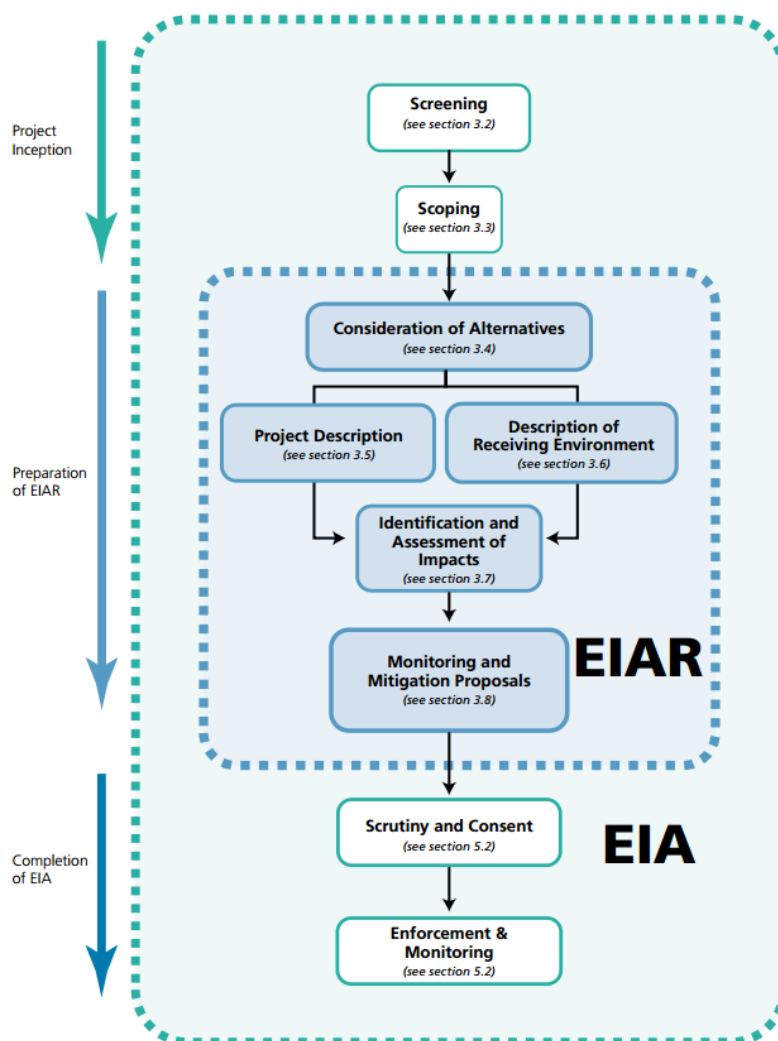 Project
Inception
Screening
(see section 3.2)
Scoping
(see section 3.3)
Consideration of Alternatives
(see section 3.4)
Project Description
(see section 3.5)
Description of
Receiving Environment
(see section 3.6)
Preparation
of EIAR
Identification and
Assessment of
Impacts
(see section 3.7)
Monitoring and
Mitigation Proposals
(see section 3.8)
EIAR
Scrutiny and Consent
(see section 5.2)
EIA
Completion
of EIA
Enforcement &
Monitoring
(see section 5.2)